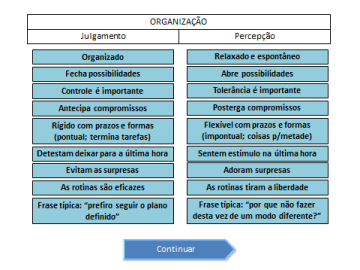 ORGANIZAÇÃO
Julgamento
Percepção
Organizado
Relaxado e espontâneo
Fecha possibilidades
Abre possibilidades
Controle é importante
Tolerância é importante
Antecipa compromissos
Posterga compromissos
Rígido com prazos e formas
(pontual; termina tarefas)
Flexível com prazos e formas
(impontual; coisas p/metade)
Detestam deixar para a última hora
Sentem estímulo na última hora
Evitam as surpresas
Adoram surpresas
As rotinas são eficazes
As rotinas tiram a liberdade
Frase típica: “prefiro seguir o plano
definido”
Frase típica: “por que não fazer
desta vez de um modo diferente?”
Continuar